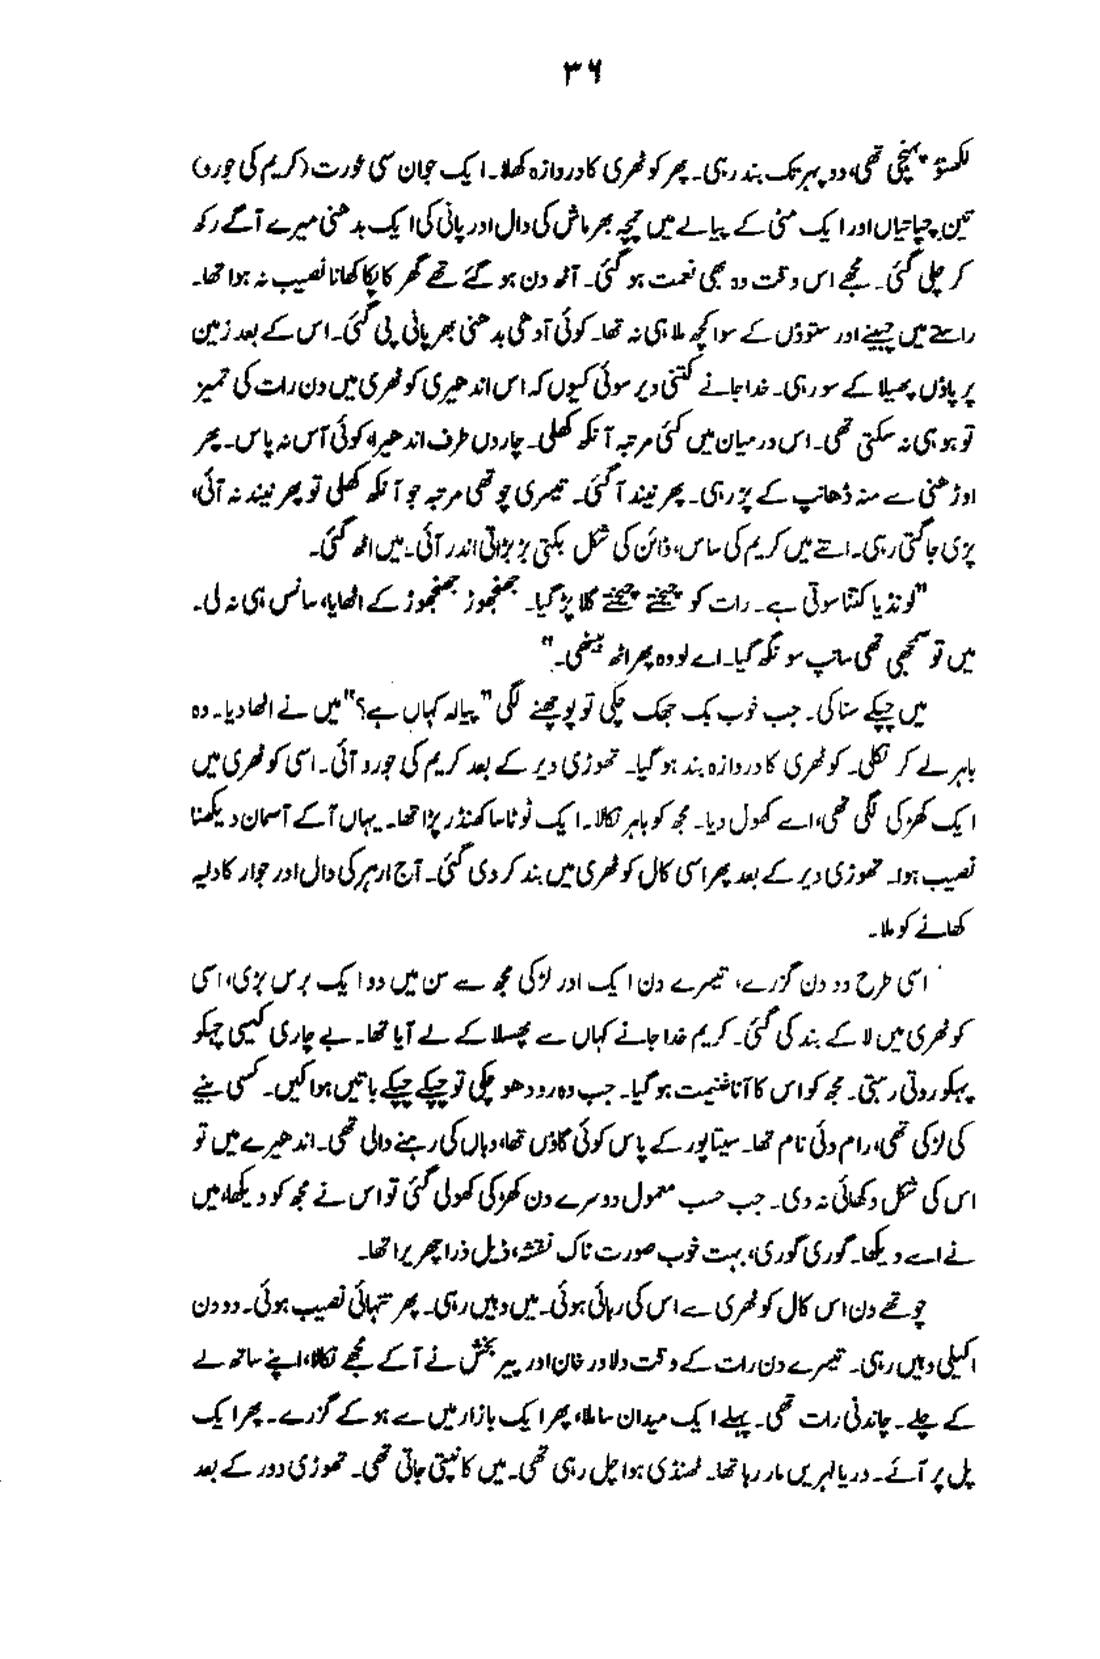 ۳۶
لکھنؤ پہنچی تھی، دوپہر تک بند رہی۔ پھر کوٹھری کا دروازہ کھلا۔ ایک جوان سی عورت (کریم کی جورو)
تین چپاتیاں اور ایک مٹی کے پیالے میں چمچہ بھر ماش کی دال اور پانی کی ایک بدھنی میرے آگے رکھ
کر چلی گئی۔ مجھے اس وقت وہ بھی نعمت ہو گئی۔ آٹھ دن ہو گئے تھے گھر کا پکا کھانا نصیب نہ ہوا تھا۔
راستے میں چبینے اور ستوؤں کے سوا کچھ ملا ہی نہ تھا۔ کوئی آدھی بدھنی بھر پانی پی گئی۔ اس کے بعد زمین
پر پاؤں پھیلا کے سو رہی۔ خدا جانے کتنی دیر سوئی کیوں کہ اس اندھیری کوٹھری میں دن رات کی تمیز
تو ہو ہی نہ سکتی تھی۔ اس درمیان میں کئی مرتبہ آنکھ کھلی۔ چاروں طرف اندھیرا، کوئی آس نہ پاس۔ پھر
اوڑھنی سے منہ ڈھانپ کے پڑ رہی۔ پھر نیند آ گئی۔ تیسری چوتھی مرتبہ جو آنکھ کھلی تو پھر نیند نہ آئی،
پڑی جاگتی رہی۔ اتنے میں کریم کی ساس، ڈائن کی شکل بکتی بڑبڑاتی اندر آئی۔ میں اٹھ گئی۔
"لونڈیا کتنا سوتی ہے۔ رات کو چیختے چیختے گلا پڑ گیا۔ جھنجھوڑ جھنجھوڑ کے اٹھایا، سانس ہی نہ لی۔
میں تو سمجھی تھی سانپ سونگھ گیا۔ اے لو وہ پھر اٹھ بیٹھی۔"
میں چپکے سنا کی۔ جب خوب بک جھک چکی تو پوچھنے لگی "پیالہ کہاں ہے؟" میں نے اٹھا دیا۔ وہ
باہر لے کر نکلی۔ کوٹھری کا دروازہ بند ہو گیا۔ تھوڑی دیر کے بعد کریم کی جورو آئی۔ اسی کوٹھری میں
ایک کھڑکی لگی تھی، اسے کھول دیا۔ مجھ کو باہر نکالا۔ ایک ٹوٹا سا کھنڈر پڑا تھا۔ یہاں آ کے آسمان دیکھنا
نصیب ہوا۔ تھوڑی دیر کے بعد پھر اسی کال کوٹھری میں بند کر دی گئی۔ آج ارہر کی دال اور جوار کا دلیہ
کھانے کو ملا۔
اسی طرح دو دن گزرے، تیسرے دن ایک اور لڑکی مجھ سے سن میں دو ایک برس بڑی، اسی
کوٹھری میں لا کے بند کی گئی۔ کریم خدا جانے کہاں سے پھسلا کے لے آیا تھا۔ بے چاری کیسی چہکو
پہکو روتی رہتی۔ مجھ کو اس کا آنا غنیمت ہو گیا۔ جب وہ رو دھو چکی تو چپکے چپکے باتیں ہوا کیں۔ کسی بنیے
کی لڑکی تھی، رام دئی نام تھا۔ سیتاپور کے پاس کوئی گاؤں تھا، وہاں کی رہنے والی تھی۔ اندھیرے میں تو
اس کی شکل دکھائی نہ دی۔ جب حسب معمول دوسرے دن کھڑکی کھولی گئی تو اس نے مجھ کو دیکھا، میں
نے اسے دیکھا۔ گوری گوری، بہت خوب صورت ناک نقشہ، ڈیل ذرا چھریرا تھا۔
چوتھے دن اس کال کوٹھری سے اس کی رہائی ہوئی۔ میں وہیں رہی۔ پھر تنہائی نصیب ہوئی۔ دو دن
اکیلی وہیں رہی۔ تیسرے دن رات کے وقت دلاور خان اور پیر بخش نے آ کے مجھے نکالا، اپنے ساتھ لے
کے چلے۔ چاندنی رات تھی۔ پہلے ایک میدان سا ملا، پھر ایک بازار میں سے ہو کے گزرے۔ پھر ایک
پل پر آئے۔ دریا لہریں مار رہا تھا۔ ٹھنڈی ہوا چل رہی تھی۔ میں کانپتی جاتی تھی۔ تھوڑی دور کے بعد